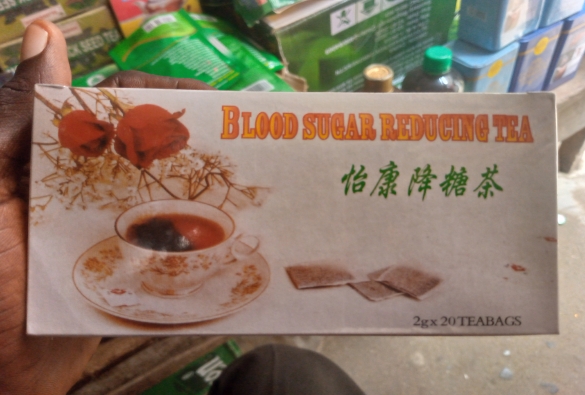 BLOOD SUGAR REDUCING TEA
怡康降糖茶
2g x 20 TEABAGS